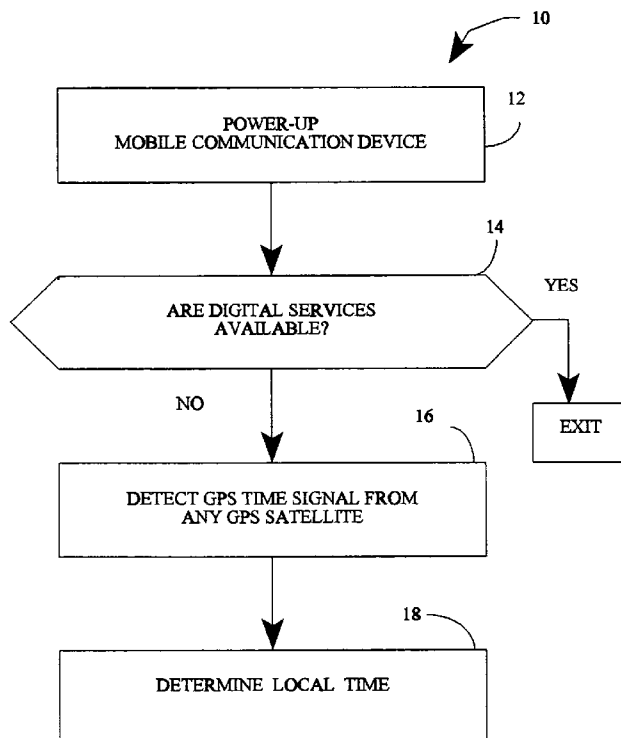 10
12
POWER-UP
MOBILE COMMUNICATION DEVICE
14
YES
ARE DIGITAL SERVICES
AVAILABLE?
NO
EXIT
16
DETECT GPS TIME SIGNAL FROM
ANY GPS SATELLITE
18
DETERMINE LOCAL TIME